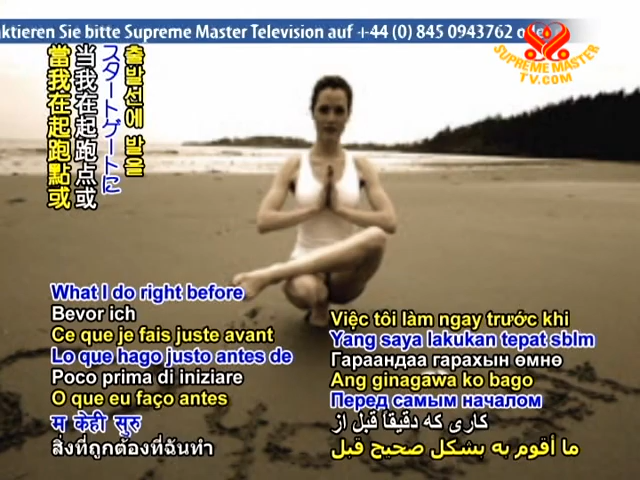 ktieren Sie bitte Supreme Master Television auf ++44 (0) 845 0943762 ode
SUPREME MASTER
TV.COM
출발선에 발을
スタートゲートに
当我在起跑点或
當我在起跑點或
What I do right before
Bevor ich
Ce que je fais juste avant
Lo que hago justo antes de
Poco prima di iniziare
O que eu faço antes
म केही सुरु
สิ่งที่ถูกต้องที่ฉันทำ
Việc tôi làm ngay trước khi
Yang saya lakukan tepat sblm
Гараандаа гарахын өмнө
Ang ginagawa ko bago
Перед самым началом
کاری که دقیقاً قبل از
ما أقوم به بشكل صحيح قبل